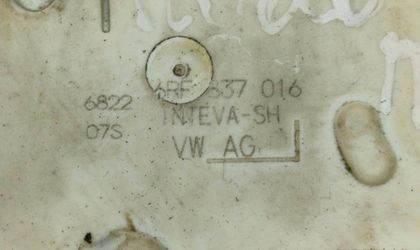 6RF 837 016
6822 INTEVA-SH
07S VW AG